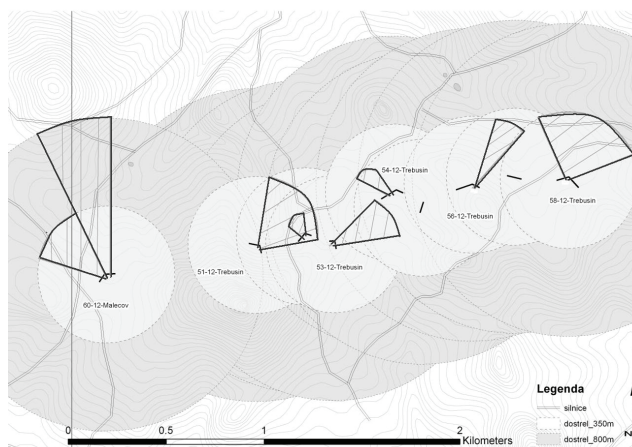 54-12-Trebusin
58-12-Trebusin
56-12-Trebusin
51-12-Trebusin
53-12-Trebusin
60-12-Malecov
Legenda
silnice
dostrel_350m
dostrel_800m
0 0.5 1 2
Kilometers
N